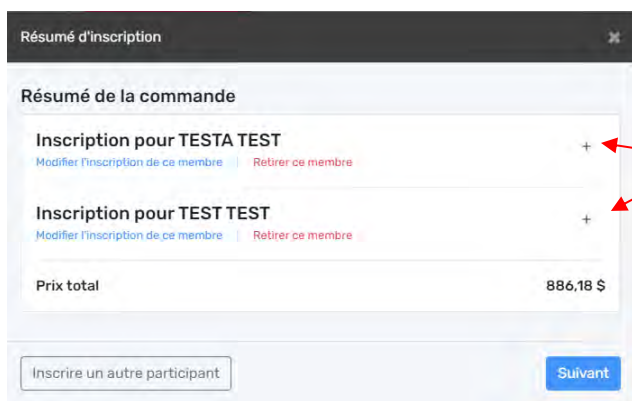 Résumé d'inscription ✖
Résumé de la commande
Inscription pour TESTA TEST +
Modifier l'inscription de ce membre | Retirer ce membre
Inscription pour TEST TEST +
Modifier l'inscription de ce membre | Retirer ce membre
Prix total 886,18 $
Inscrire un autre participant Suivant